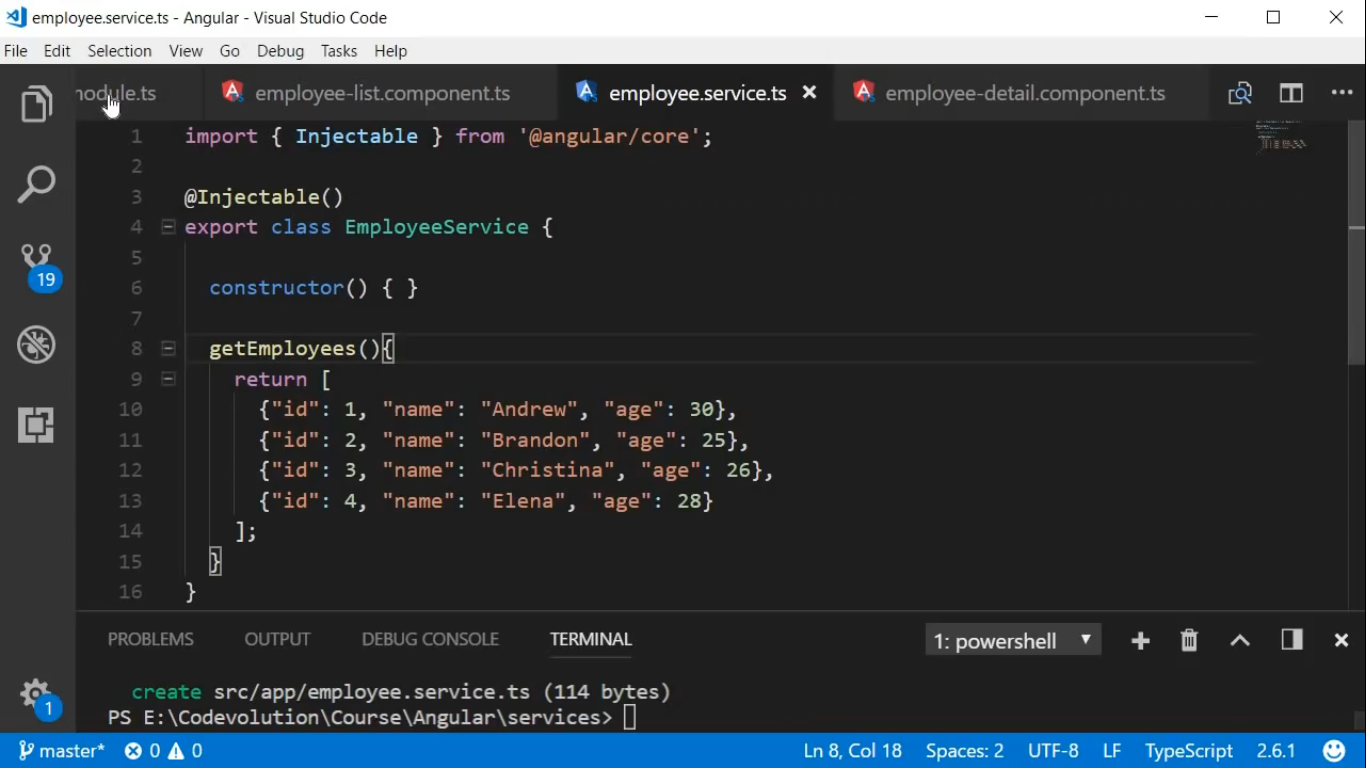 employee.service.ts - Angular - Visual Studio Code
File Edit Selection View Go Debug Tasks Help
module.ts employee-list.component.ts employee.service.ts employee-detail.component.ts
1 import { Injectable } from '@angular/core';
2
3 @Injectable()
4 export class EmployeeService {
5
6 constructor() { }
7
8 getEmployees(){
9 return [
10 {"id": 1, "name": "Andrew", "age": 30},
11 {"id": 2, "name": "Brandon", "age": 25},
12 {"id": 3, "name": "Christina", "age": 26},
13 {"id": 4, "name": "Elena", "age": 28}
14 ];
15 }
16 }
19
PROBLEMS OUTPUT DEBUG CONSOLE TERMINAL 1: powershell
create src/app/employee.service.ts (114 bytes)
1
PS E:\Codevolution\Course\Angular\services>
master* 0 0 Ln 8, Col 18 Spaces: 2 UTF-8 LF TypeScript 2.6.1